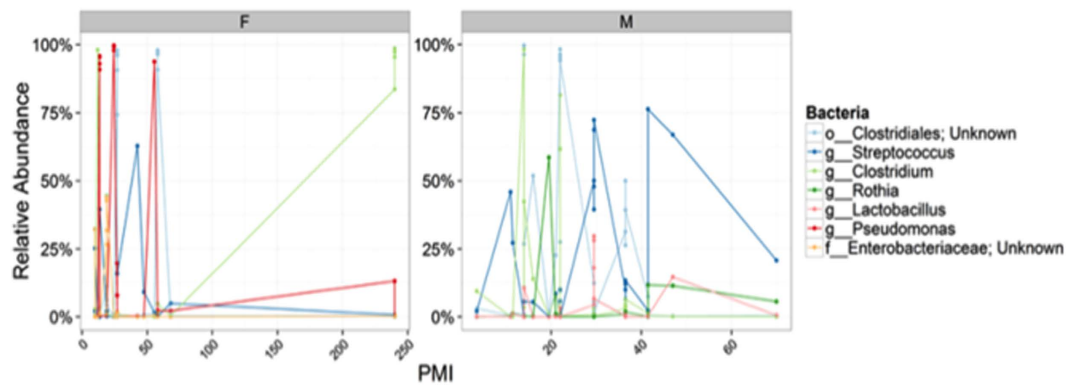 F
M
100%
75%
50%
25%
0%
100%
75%
50%
25%
0%
Relative Abundance
0
50
100
150
200
250
20
40
60
PMI
Bacteria
o__Clostridiales; Unknown
g__Streptococcus
g__Clostridium
g__Rothia
g__Lactobacillus
g__Pseudomonas
f__Enterobacteriaceae; Unknown